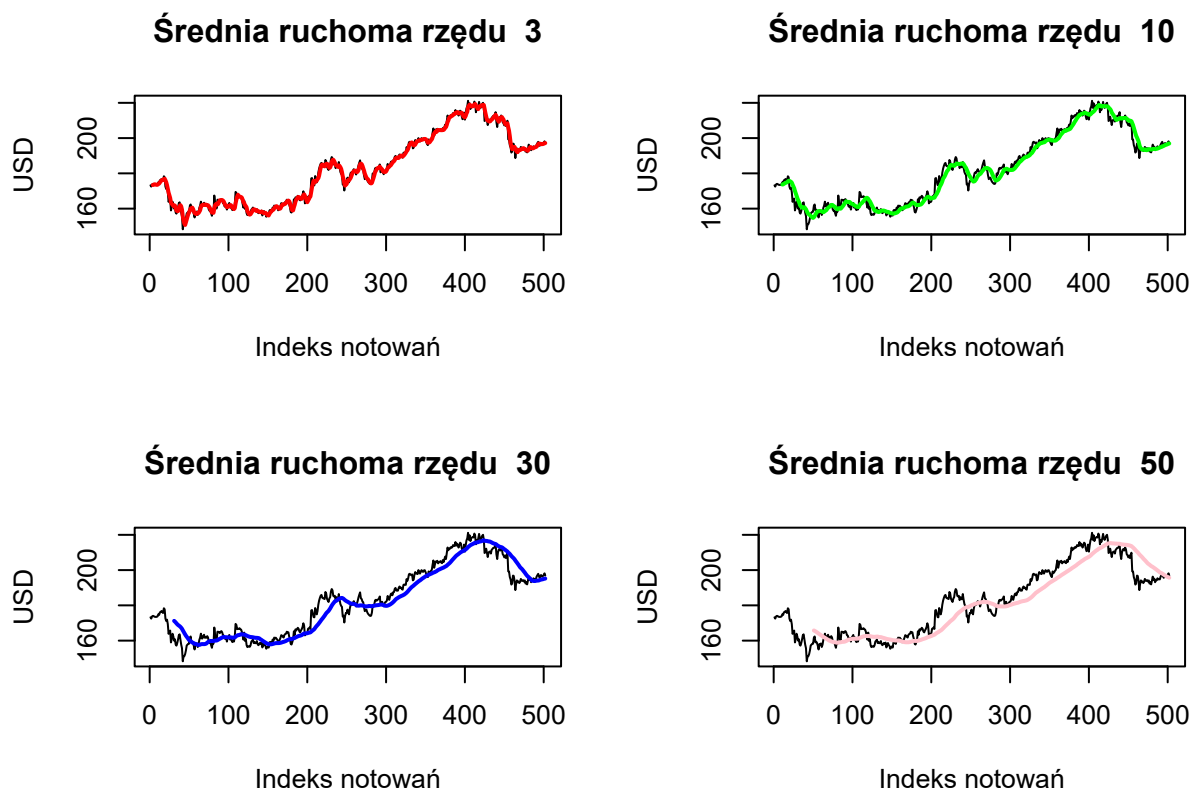 Średnia ruchoma rzędu 3
USD
200
160
0 100 200 300 400 500
Indeks notowań
Średnia ruchoma rzędu 10
USD
200
160
0 100 200 300 400 500
Indeks notowań
Średnia ruchoma rzędu 30
USD
200
160
0 100 200 300 400 500
Indeks notowań
Średnia ruchoma rzędu 50
USD
200
160
0 100 200 300 400 500
Indeks notowań